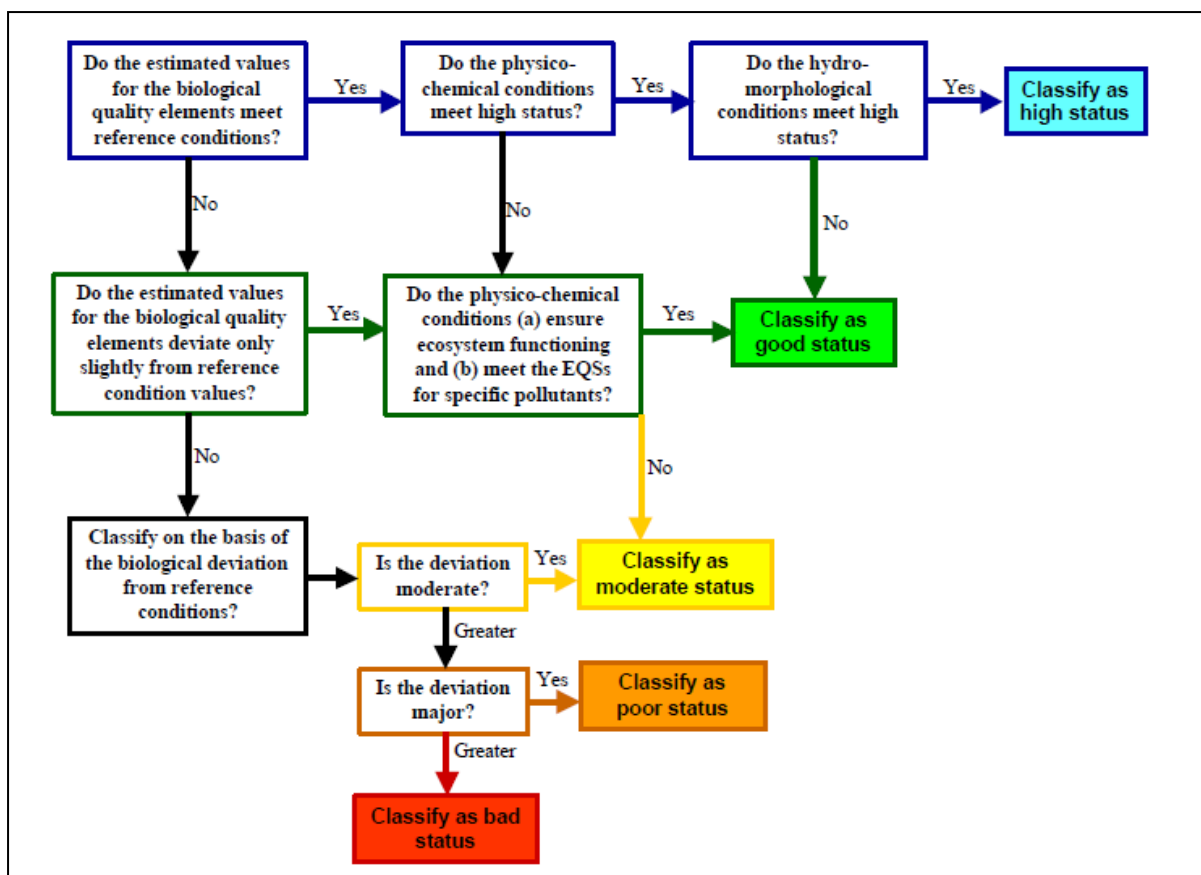 Do the estimated values
for the biological
quality elements meet
reference conditions?
Yes
Do the physico-
chemical conditions
meet high status?
Yes
Do the hydro-
morphological
conditions meet high
status?
Yes
Classify as
high status
No
No
No
Do the estimated values
for the biological quality
elements deviate only
slightly from reference
condition values?
Yes
Do the physico-chemical
conditions (a) ensure
ecosystem functioning
and (b) meet the EQSs
for specific pollutants?
Yes
Classify as
good status
No
No
Classify on the basis of
the biological deviation
from reference
conditions?
Is the deviation
moderate?
Yes
Classify as
moderate status
Greater
Is the deviation
major?
Yes
Classify as
poor status
Greater
Classify as bad
status